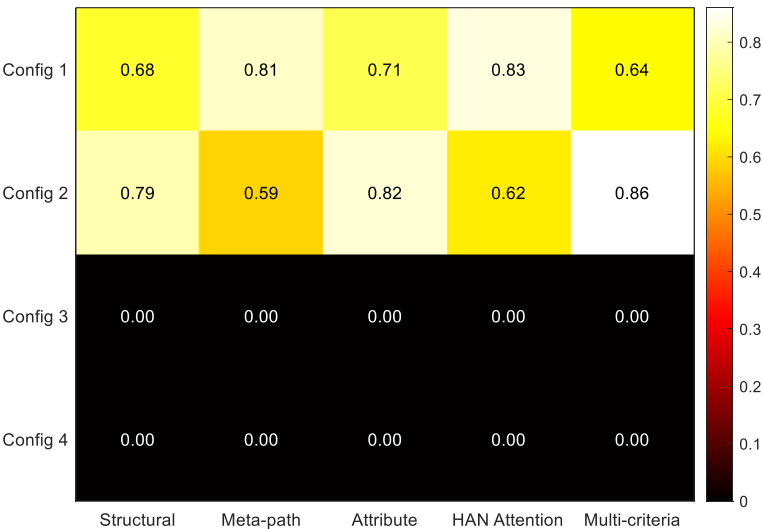 Config 1 0.68 0.81 0.71 0.83 0.64
Config 2 0.79 0.59 0.82 0.62 0.86
Config 3 0.00 0.00 0.00 0.00 0.00
Config 4 0.00 0.00 0.00 0.00 0.00
Structural Meta-path Attribute HAN Attention Multi-criteria
0.8
0.7
0.6
0.5
0.4
0.3
0.2
0.1
0